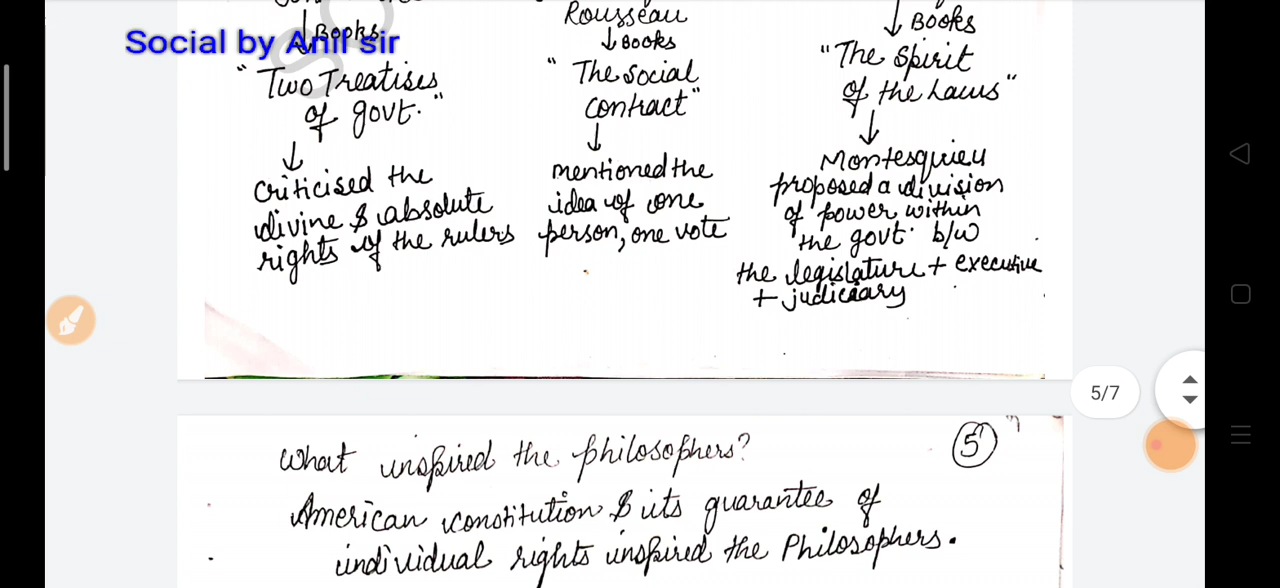 Books
Social by Anil sir
"Two Treatises
of govt."
criticised the
divine & absolute
rights of the rulers
Rousseau
Books
"The social
contract"
mentioned the
idea of one
person, one vote
Books
"The Spirit
of the Laws"
Montesquieu
proposed a division
of power within
the govt. b/w
the legislature + executive
+ judiciary
5/7
What inspired the philosophers?
5
American constitution & its guarantee of
individual rights inspired the Philosophers.